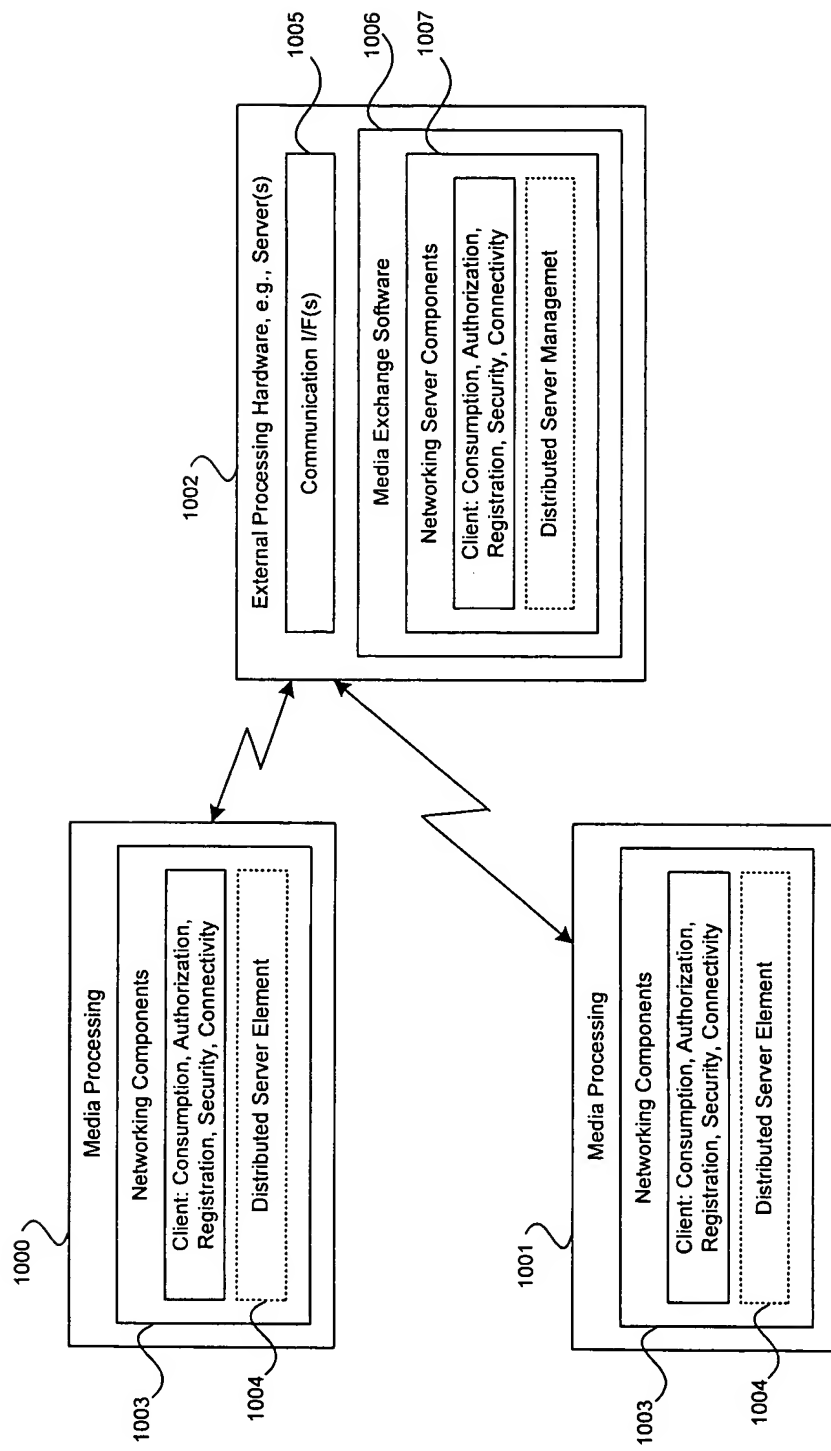 1000
Media Processing
Networking Components
Client: Consumption, Authorization,
Registration, Security, Connectivity
Distributed Server Element
1003
1004
1002
External Processing Hardware, e.g., Server(s)
Communication I/F(s)
Media Exchange Software
Networking Server Components
Client: Consumption, Authorization,
Registration, Security, Connectivity
Distributed Server Managemet
1005
1006
1007
1001
Media Processing
Networking Components
Client: Consumption, Authorization,
Registration, Security, Connectivity
Distributed Server Element
1003
1004